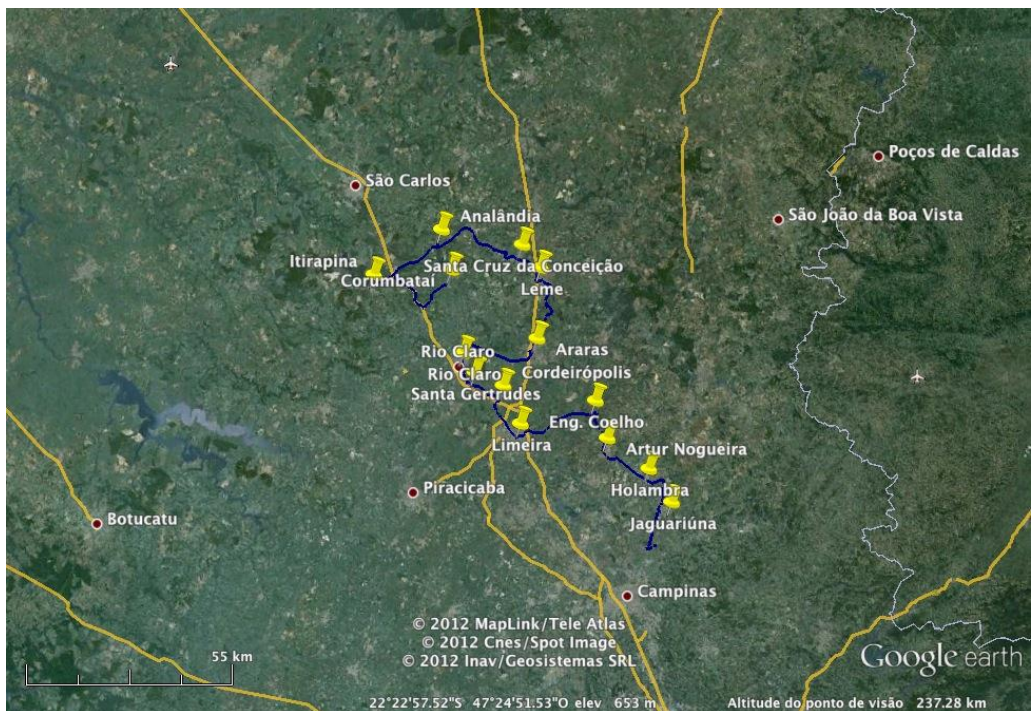 Poços de Caldas
São Carlos
São João da Boa Vista
Analândia
Itirapina
Santa Cruz da Conceição
Corumbataí
Leme
Rio Claro
Araras
Rio Claro
Cordeirópolis
Santa Gertrudes
Eng. Coelho
Limeira
Artur Nogueira
Piracicaba
Holambra
Botucatu
Jaguariúna
Campinas
© 2012 MapLink/Tele Atlas
© 2012 Cnes/Spot Image
© 2012 Inav/Geosistemas SRL
55 km
Google earth
22°22'57.52"S 47°24'51.53"O elev 653 m
Altitude do ponto de visão 237.28 km